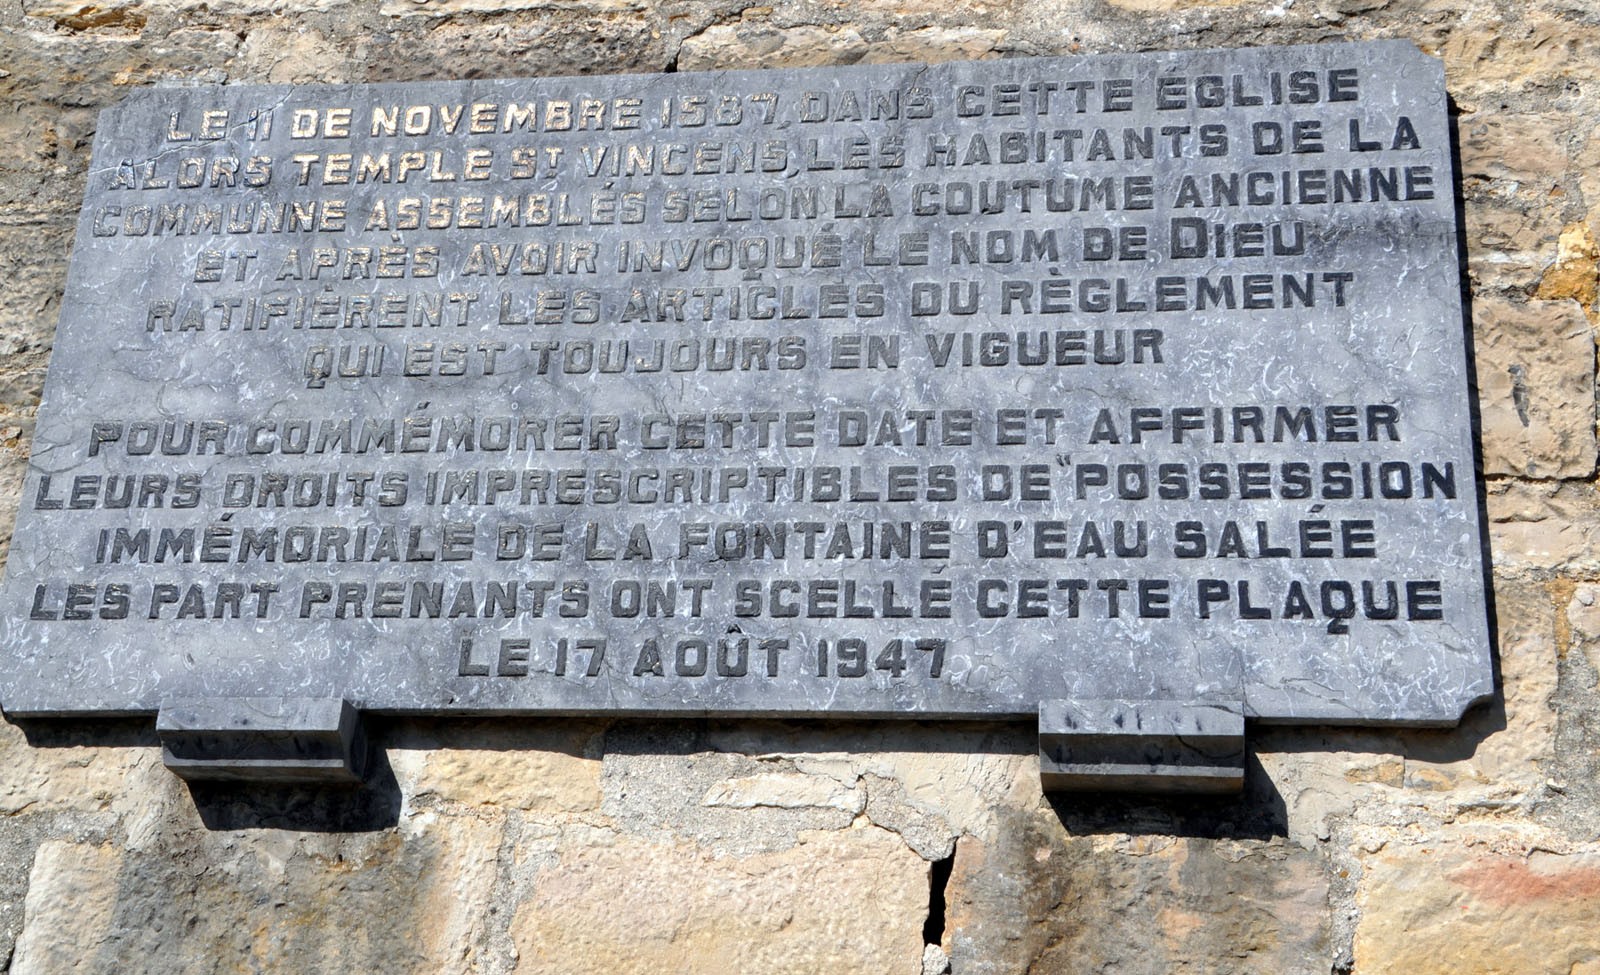 LE 11 DE NOVEMBRE 1587, DANS CETTE EGLISE
ALORS TEMPLE ST VINCENS, LES HABITANTS DE LA
COMMUNNE ASSEMBLÉS SELON LA COUTUME ANCIENNE
ET APRÈS AVOIR INVOQUÉ LE NOM DE DIEU
RATIFIÈRENT LES ARTICLES DU RÈGLEMENT
QUI EST TOUJOURS EN VIGUEUR
POUR COMMÉMORER CETTE DATE ET AFFIRMER
LEURS DROITS IMPRESCRIPTIBLES DE "POSSESSION
IMMÉMORIALE DE LA FONTAINE D'EAU SALÉE
LES PART PRENANTS ONT SCELLÉ CETTE PLAQUE
LE 17 AOÛT 1947